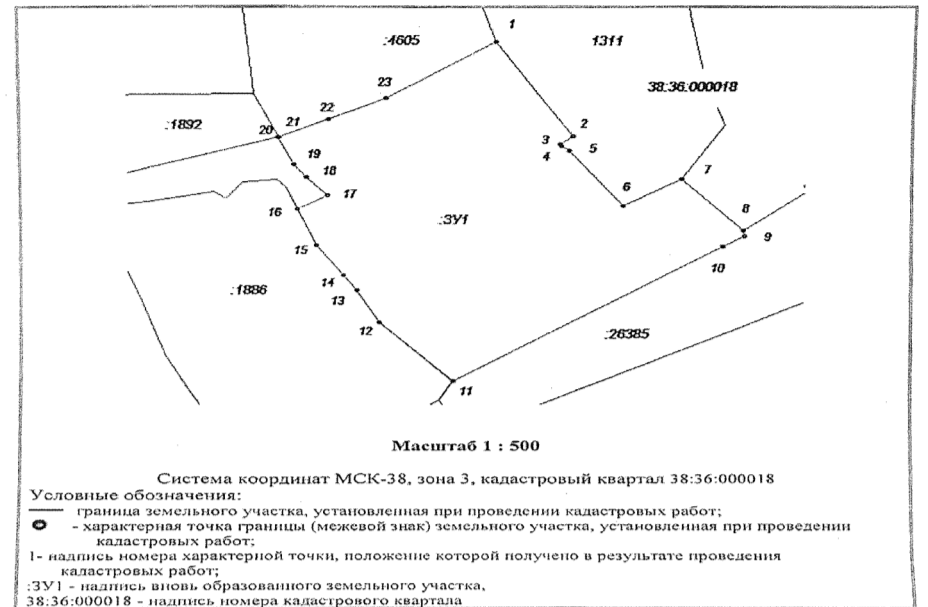 1
:4605
1311
23
38:36:000018
22
:1892
20
21
2
3
5
4
19
18
7
17
6
16
:ЗУ1
8
9
15
10
14
:1886
13
12
:26385
11
Масштаб 1 : 500
Система координат МСК-38, зона 3, кадастровый квартал 38:36:000018
Условные обозначения:
граница земельного участка, установленная при проведении кадастровых работ;
- характерная точка границы (межевой знак) земельного участка, установленная при проведении
кадастровых работ;
1- надпись номера характерной точки, положение которой получено в результате проведения
кадастровых работ;
:ЗУ1 - надпись вновь образованного земельного участка,
38:36:000018 - надпись номера кадастрового квартала